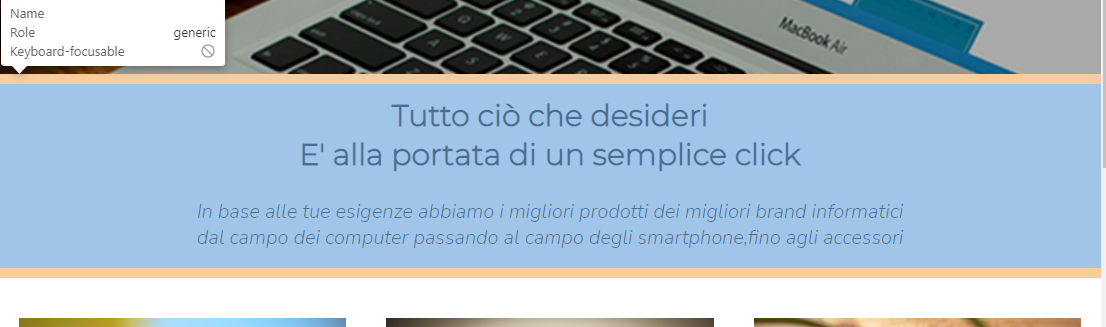 Name
Role generic
Keyboard-focusable
MacBook Air
Tutto ciò che desideri
E' alla portata di un semplice click
In base alle tue esigenze abbiamo i migliori prodotti dei migliori brand informatici
dal campo dei computer passando al campo degli smartphone,fino agli accessori